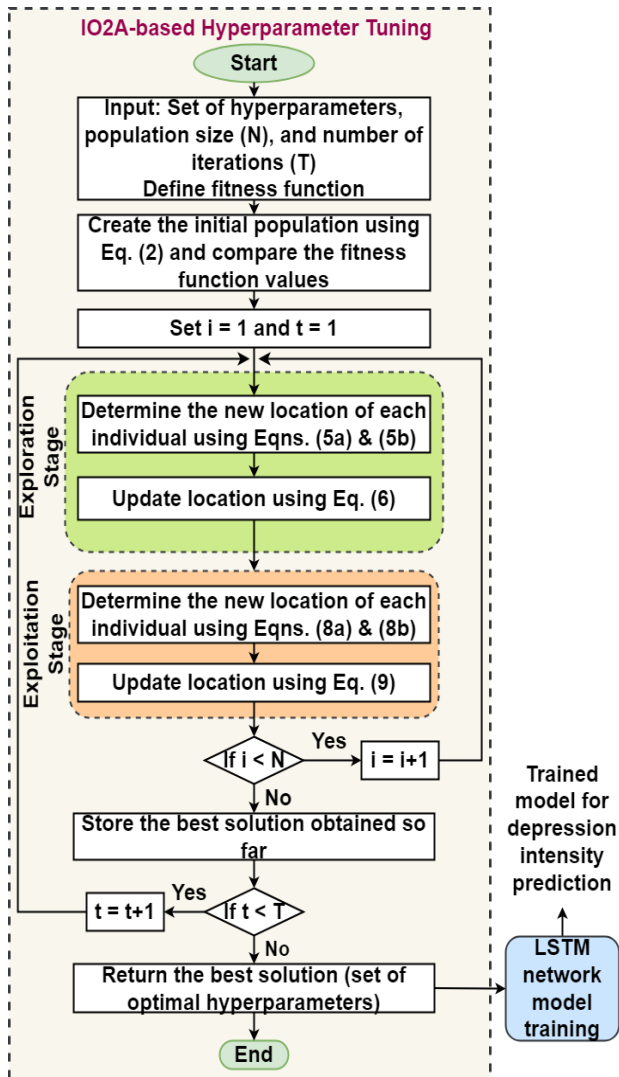 IO2A-based Hyperparameter Tuning
Start
Input: Set of hyperparameters,
population size (N), and number of
iterations (T)
Define fitness function
Create the initial population using
Eq. (2) and compare the fitness
function values
Set i = 1 and t = 1
Exploration
Stage
Determine the new location of each
individual using Eqns. (5a) & (5b)
Update location using Eq. (6)
Exploitation
Stage
Determine the new location of each
individual using Eqns. (8a) & (8b)
Update location using Eq. (9)
If i < N
Yes
i = i+1
No
Store the best solution obtained so
far
If t < T
Yes
t = t+1
No
Return the best solution (set of
optimal hyperparameters)
End
Trained
model for
depression
intensity
prediction
LSTM
network
model
training